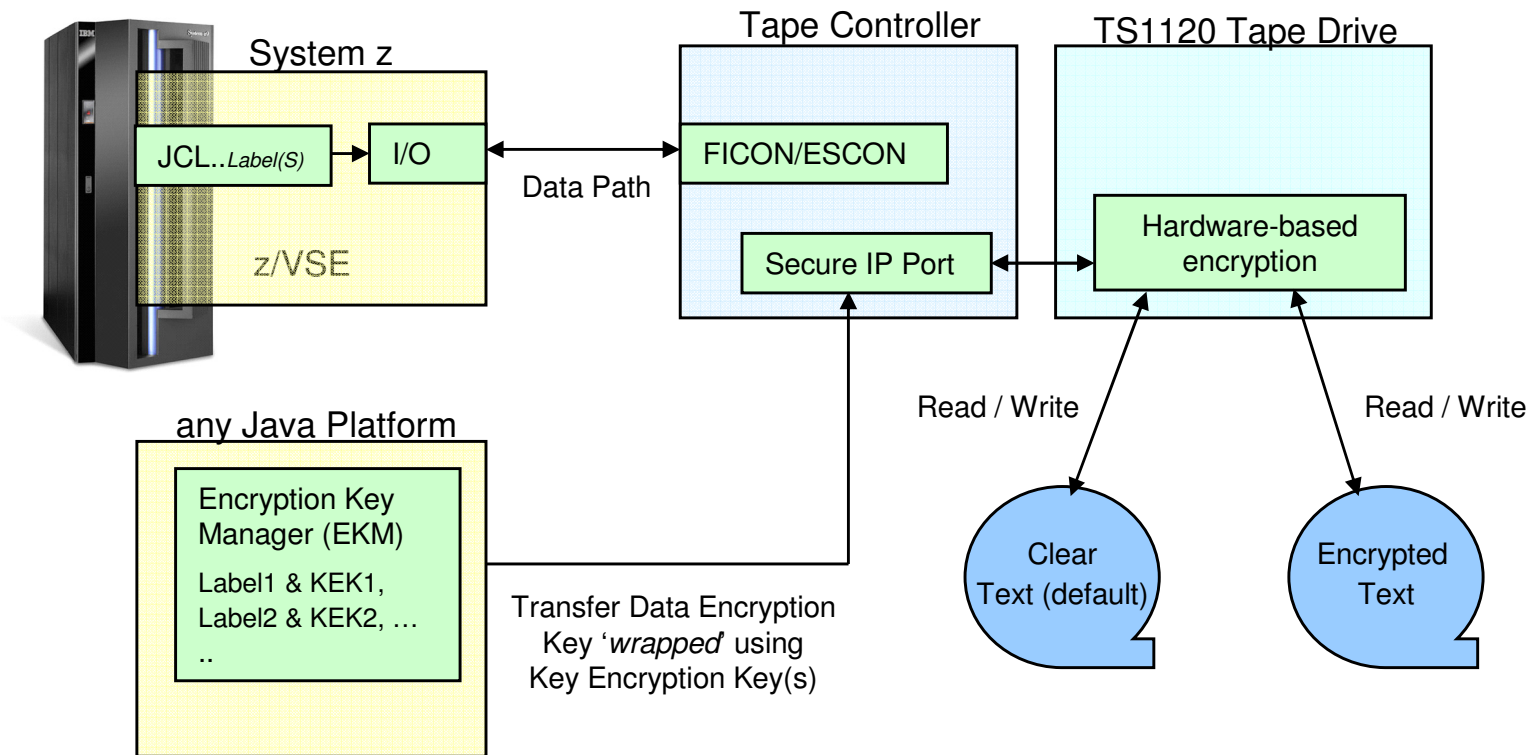 IBM
System z
JCL..Label(S)
I/O
z/VSE
Data Path
Tape Controller
FICON/ESCON
Secure IP Port
TS1120 Tape Drive
Hardware-based
encryption
Read / Write
Read / Write
Clear
Text (default)
Encrypted
Text
any Java Platform
Encryption Key
Manager (EKM)
Label1 & KEK1,
Label2 & KEK2, …
..
Transfer Data Encryption
Key ‘wrapped’ using
Key Encryption Key(s)